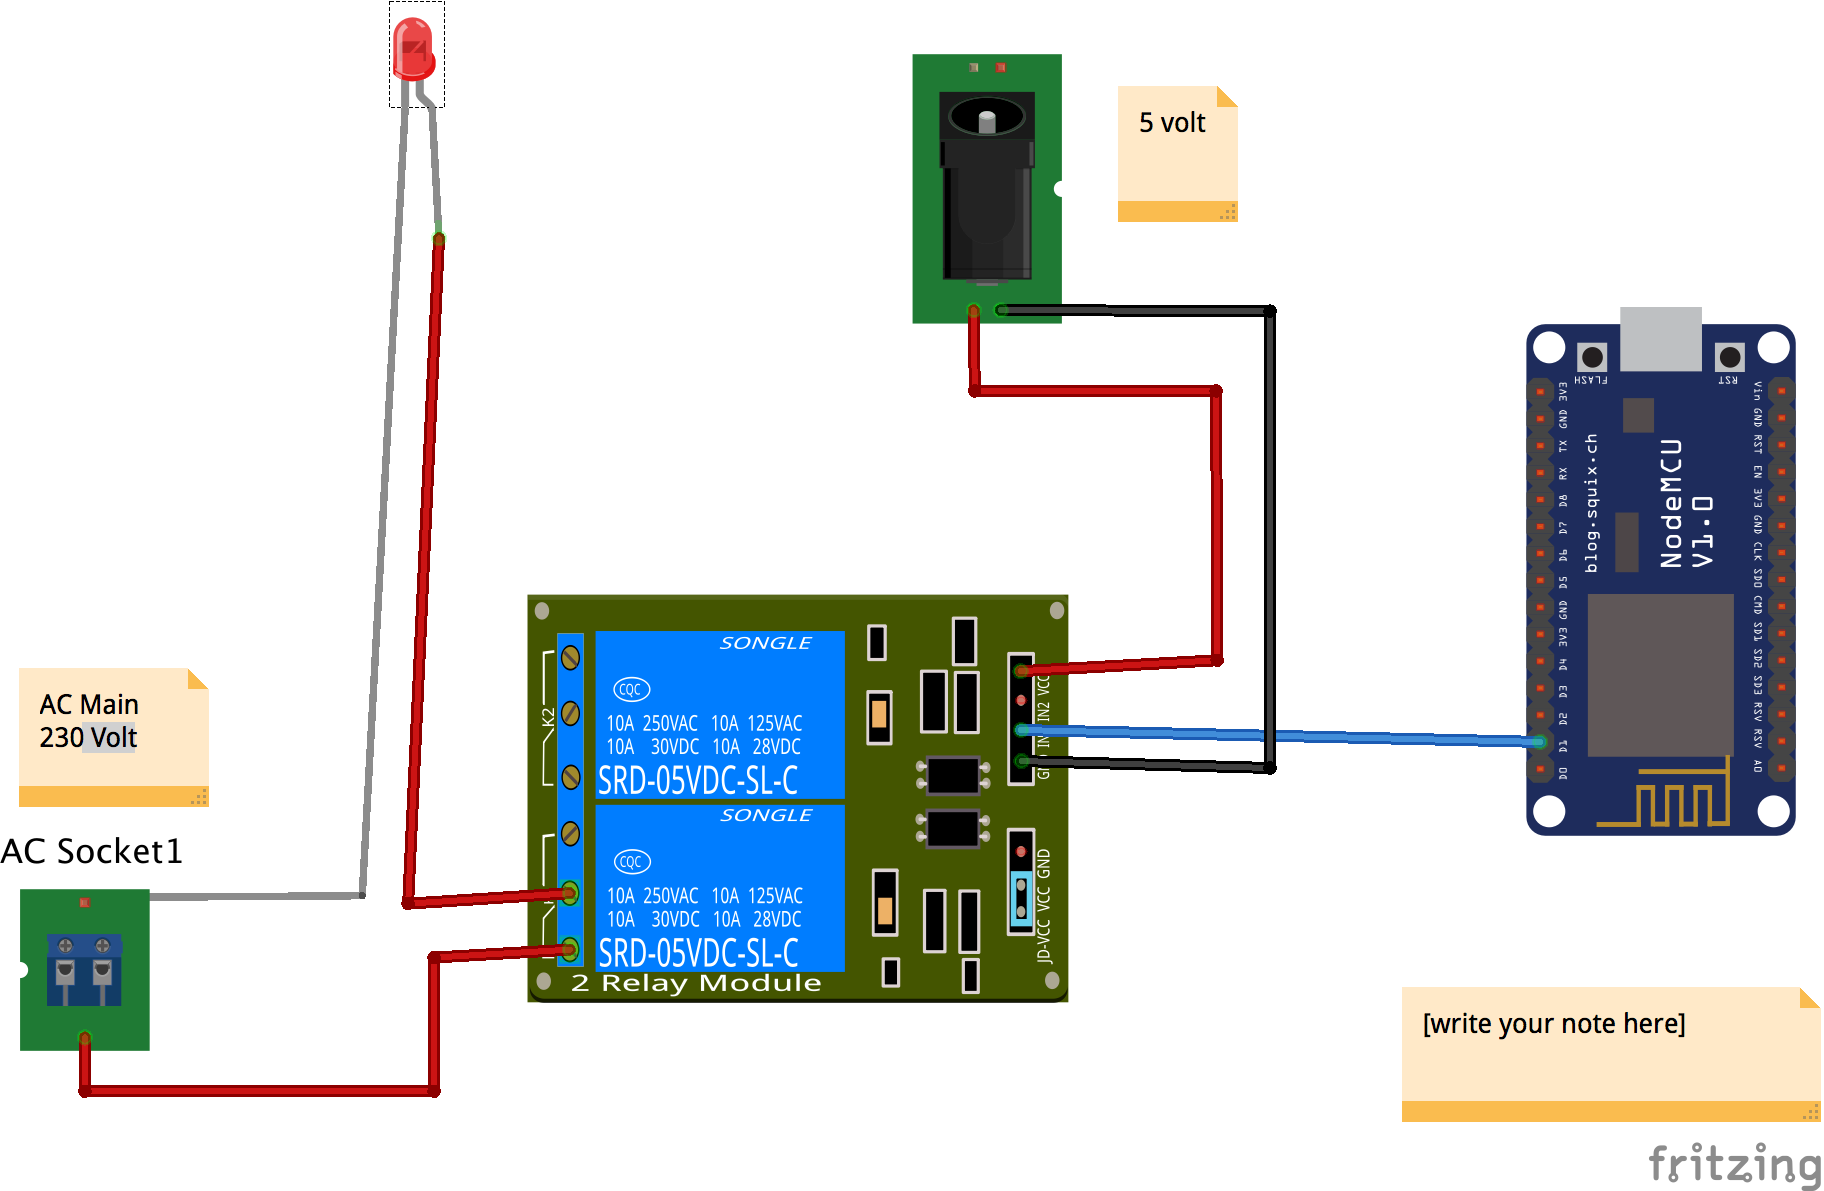 5 volt
AC Main
230 Volt
AC Socket1
K2
SONGLE
CQC
10A 250VAC 10A 125VAC
10A 30VDC 10A 28VDC
SRD-05VDC-SL-C
SONGLE
CQC
10A 250VAC 10A 125VAC
10A 30VDC 10A 28VDC
SRD-05VDC-SL-C
2 Relay Module
VCC
IN2
GND
JD-VCC VCC GND
FLASH
RST
3V3
GND
TX
RX
D8
D7
D6
D5
GND
3V3
D4
D3
D2
D1
D0
blog.squix.ch
NodeMCU
V1.0
Vin
GND
RST
EN
3V3
GND
CLK
SD0
CMD
SD1
SD2
SD3
RSV
RSV
A0
[write your note here]
fritzing